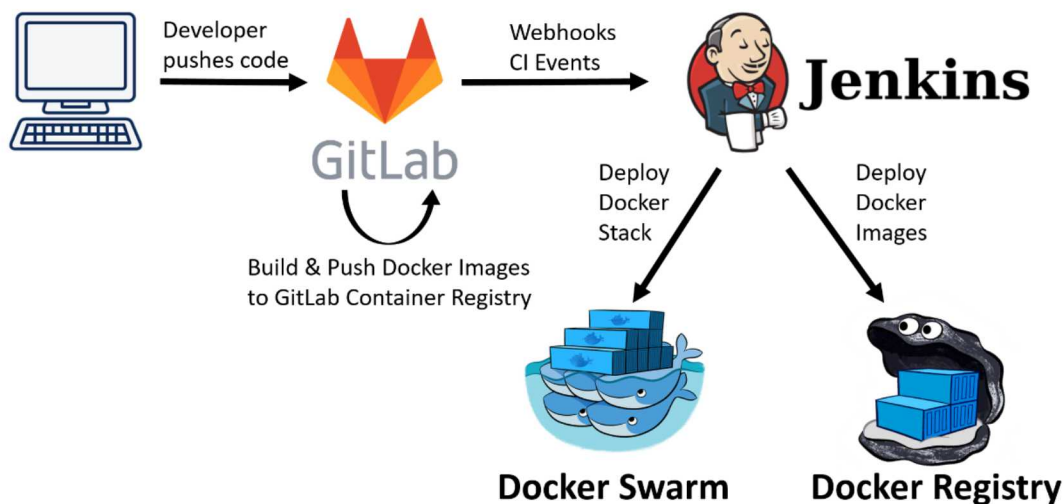 Developer
pushes code
Webhooks
CI Events
Jenkins
GitLab
Build & Push Docker Images
to GitLab Container Registry
Deploy
Docker
Stack
Deploy
Docker
Images
Docker Swarm
Docker Registry